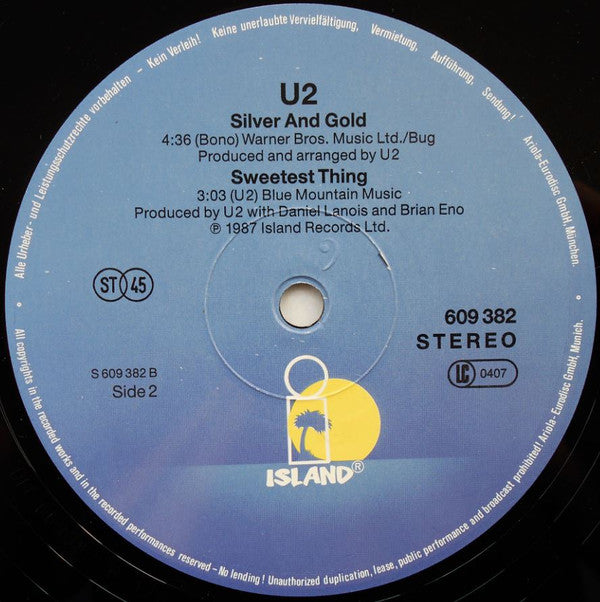 Alle Urheber- und Leistungsschutzrechte vorbehalten – Kein Verleih! Keine unerlaubte Vervielfältigung, Vermietung, Aufführung, Sendung! Ariola-Eurodisc GmbH, München.
U2
Silver And Gold
4:36 (Bono) Warner Bros. Music Ltd./Bug
Produced and arranged by U2
Sweetest Thing
3:03 (U2) Blue Mountain Music
Produced by U2 with Daniel Lanois and Brian Eno
℗ 1987 Island Records Ltd.
ST 45
609 382
STEREO
LC 0407
S 609 382 B
Side 2
ISLAND®
All copyrights in the recorded works and in the recorded performances reserved – No lending! Unauthorized duplication, lease, public performance and broadcast prohibited! Ariola - Eurodisc GmbH, Munich.